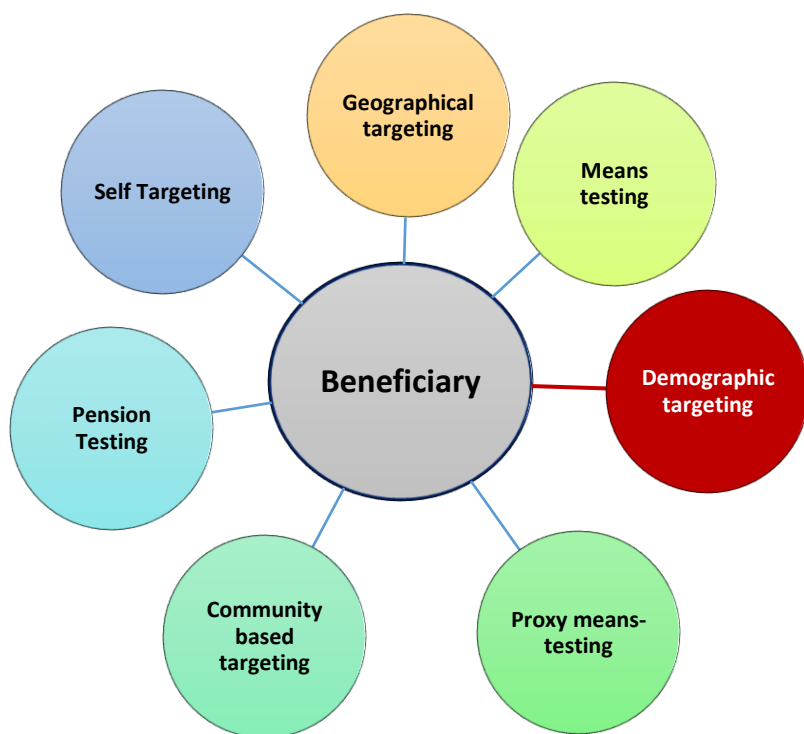 Geographical
targeting
Means
testing
Self Targeting
Beneficiary
Demographic
targeting
Pension
Testing
Community
based
targeting
Proxy means-
testing